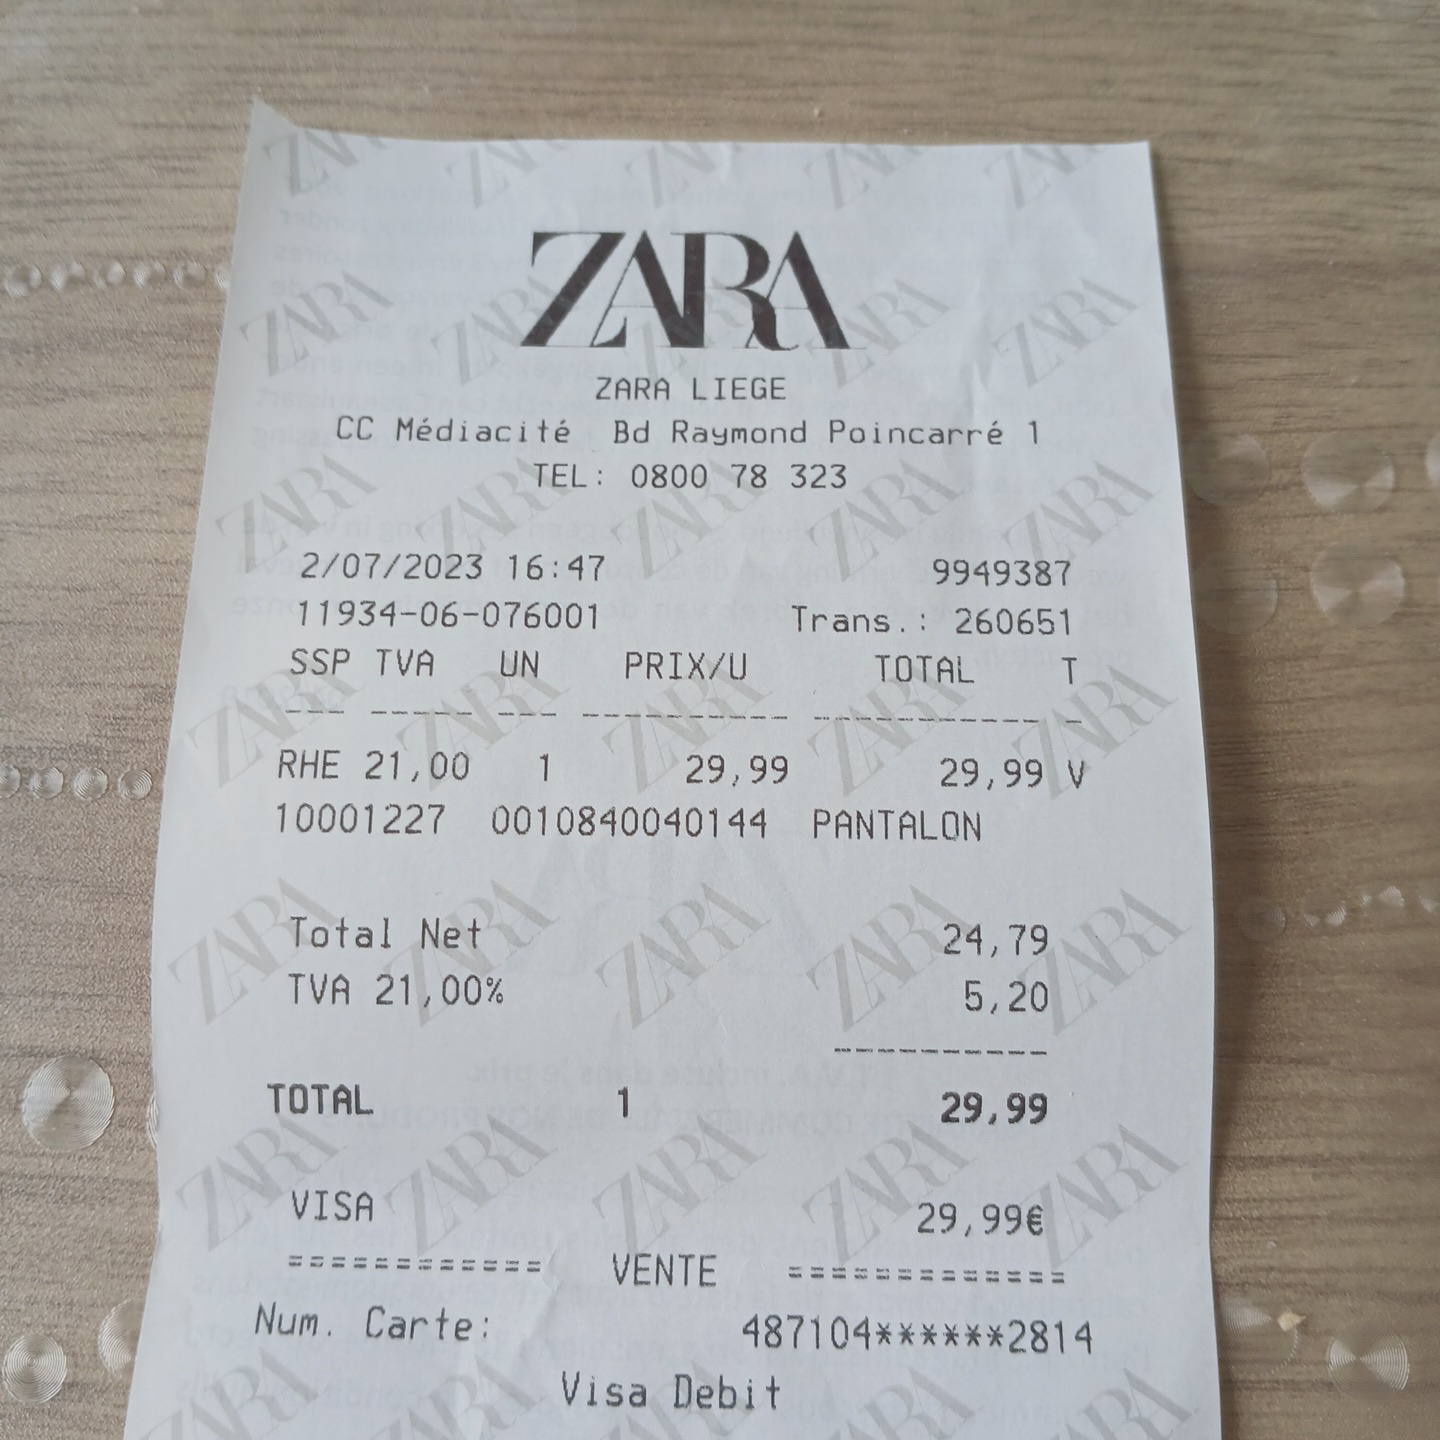 ZARA
ZARA LIEGE
CC Médiacité Bd Raymond Poincarré 1
TEL: 0800 78 323
2/07/2023 16:47 9949387
11934-06-076001 Trans.: 260651
SSP TVA UN PRIX/U TOTAL T
--- ----- --- ---------- ----------- -
RHE 21,00 1 29,99 29,99 V
10001227 0010840040144 PANTALON
Total Net 24,79
TVA 21,00% 5,20
----------
TOTAL 1 29,99
VISA 29,99€
============ VENTE =============
Num. Carte: 487104******2814
Visa Debit